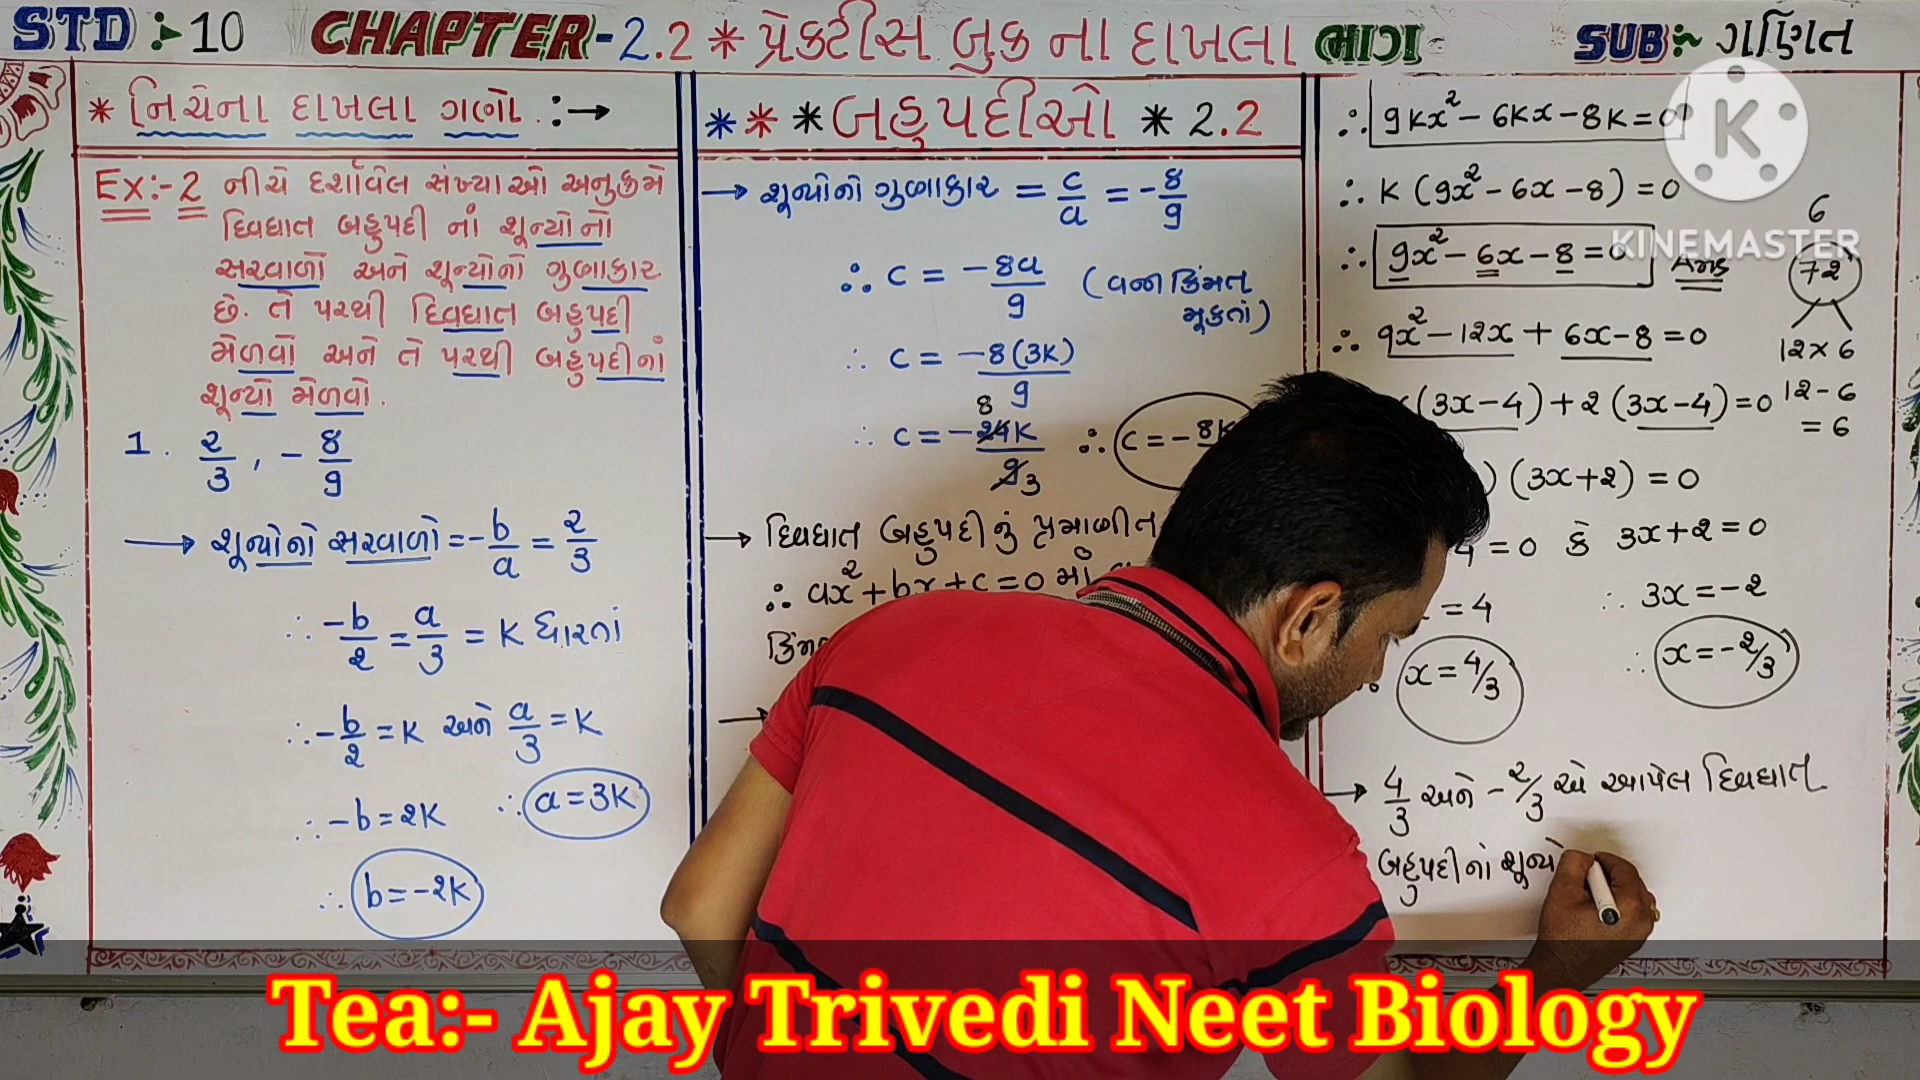 STD :- 10 CHAPTER-2.2 * પ્રેકટીસ બુક ના દાખલા ભાગ SUB:- ગણિત
* નિચેના દાખલા ગણો. :→
Ex:-2 નીચે દર્શાવેલ સંખ્યાઓ અનુક્રમે
દ્વિઘાત બહુપદી નાં શૂન્યોનો
સરવાળો અને શૂન્યોનો ગુણાકાર
છે. તે પરથી દ્વિઘાત બહુપદી
મેળવો અને તે પરથી બહુપદીનાં
શૂન્યો મેળવો.
1. 2/3, -8/9
→ શૂન્યોનો સરવાળો = -b/a = 2/3
∴ -b/2 = a/3 = K ધારતાં
∴ -b/2 = K અને a/3 = K
∴ -b = 2K ∴ a = 3K
∴ b = -2K
* * * બહુપદીઓ * 2.2
→ શૂન્યોનો ગુણાકાર = c/a = -8/9
∴ c = -8a/9 (a ની કિંમત
મૂકતાં)
∴ c = -8(3K)/9
∴ c = -24K/9 8 3 ∴ c = -8K
→ દ્વિઘાત બહુપદીનું પ્રમાણીત
∴ ax² + bx + c = 0 માં
→
∴ 9Kx² - 6Kx - 8K = 0
∴ K (9x² - 6x - 8) = 0
∴ 9x² - 6x - 8 = 0 Ans
∴ 9x² - 12x + 6x - 8 = 0
(3x - 4) + 2 (3x - 4) = 0
) (3x + 2) = 0
4 = 0 કે 3x + 2 = 0
= 4 ∴ 3x = -2
x = 4/3 ∴ x = -2/3
6
72
12 × 6
12 - 6
= 6
→ 4/3 અને -2/3 એ આપેલ દ્વિઘાત
બહુપદીનાં શૂન્યો
K
KINEMASTER
Tea:- Ajay Trivedi Neet Biology